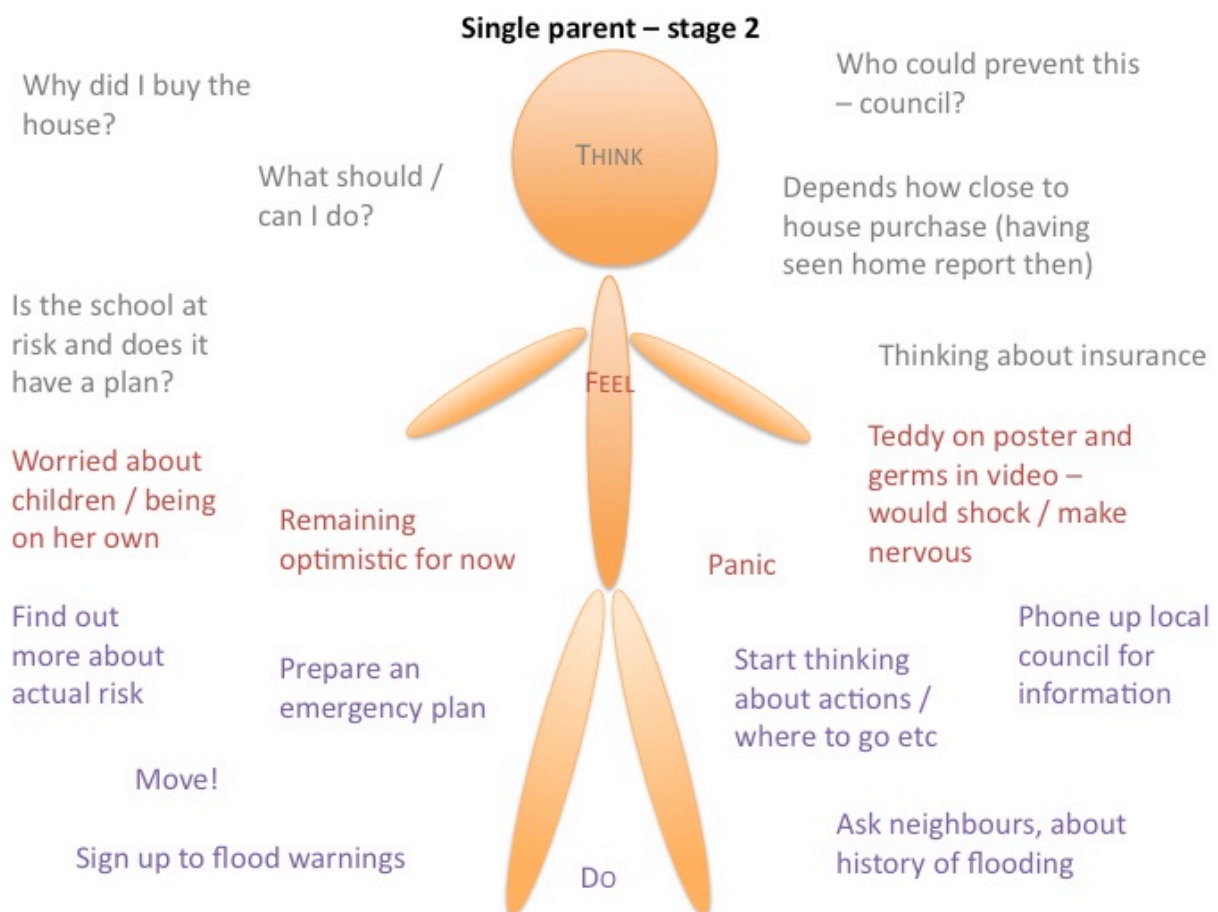 Single parent – stage 2
Why did I buy the
house?
Who could prevent this
– council?
THINK
What should /
can I do?
Depends how close to
house purchase (having
seen home report then)
Is the school at
risk and does it
have a plan?
Thinking about insurance
FEEL
Worried about
children / being
on her own
Remaining
optimistic for now
Panic
Teddy on poster and
germs in video –
would shock / make
nervous
Find out
more about
actual risk
Prepare an
emergency plan
Start thinking
about actions /
where to go etc
Phone up local
council for
information
Move!
Sign up to flood warnings
Do
Ask neighbours, about
history of flooding